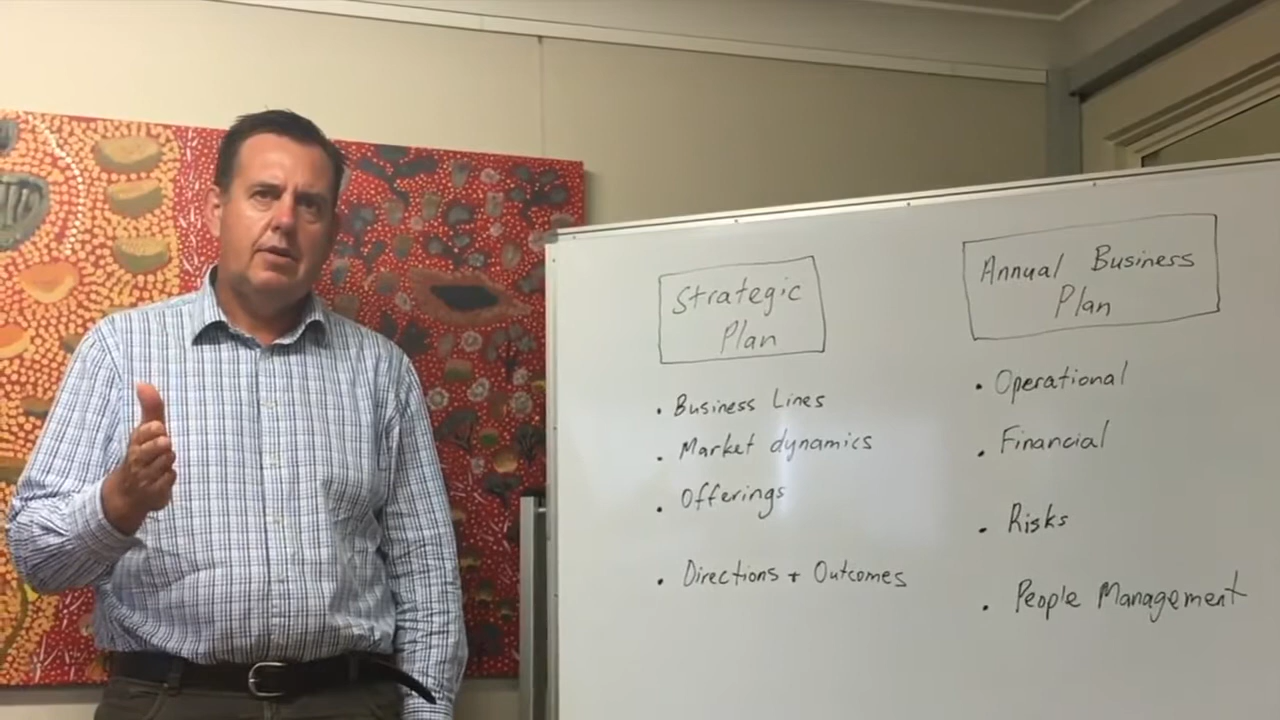 Strategic
Plan
• Business Lines
• Market dynamics
• Offerings
• Directions + Outcomes
Annual Business
Plan
• Operational
• Financial
• Risks
• People Management